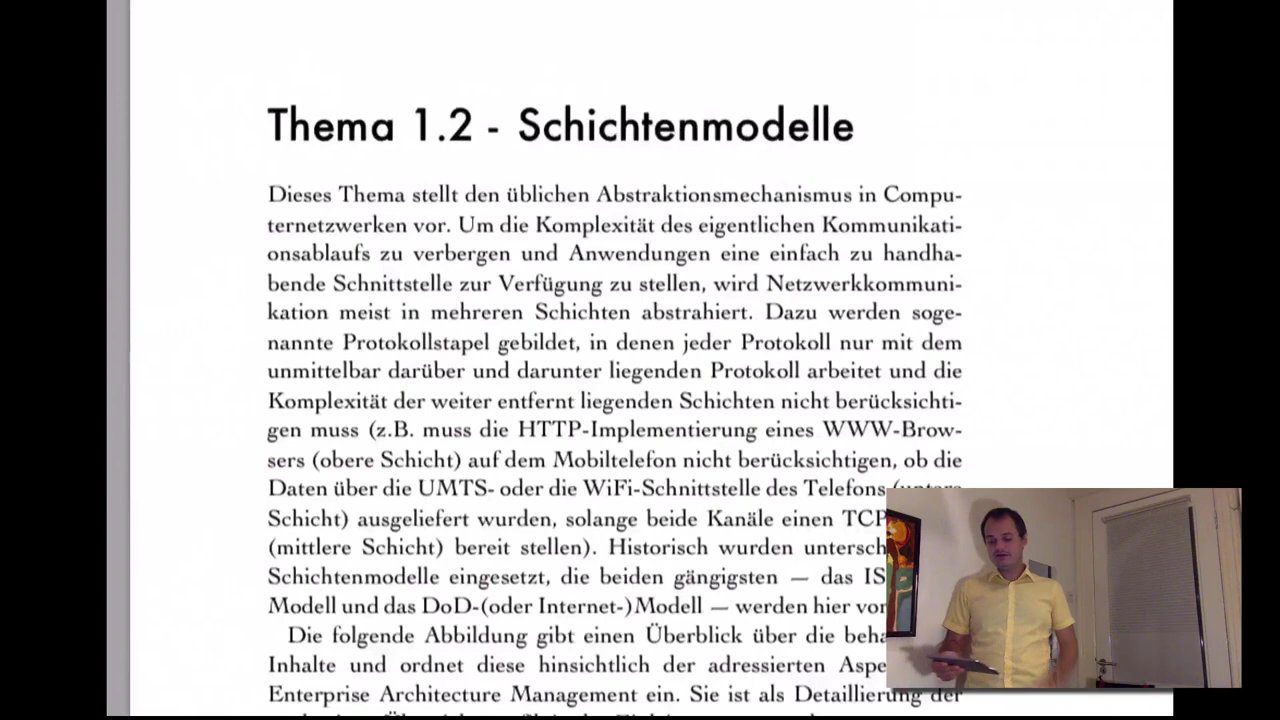 Thema 1.2 - Schichtenmodelle
Dieses Thema stellt den üblichen Abstraktionsmechanismus in Compu-
ternetzwerken vor. Um die Komplexität des eigentlichen Kommunikati-
onsablaufs zu verbergen und Anwendungen eine einfach zu handha-
bende Schnittstelle zur Verfügung zu stellen, wird Netzwerkkommuni-
kation meist in mehreren Schichten abstrahiert. Dazu werden soge-
nannte Protokollstapel gebildet, in denen jeder Protokoll nur mit dem
unmittelbar darüber und darunter liegenden Protokoll arbeitet und die
Komplexität der weiter entfernt liegenden Schichten nicht berücksichti-
gen muss (z.B. muss die HTTP-Implementierung eines WWW-Brow-
sers (obere Schicht) auf dem Mobiltelefon nicht berücksichtigen, ob die
Daten über die UMTS- oder die WiFi-Schnittstelle des Telefons (untere
Schicht) ausgeliefert wurden, solange beide Kanäle einen TCP
(mittlere Schicht) bereit stellen). Historisch wurden untersch
Schichtenmodelle eingesetzt, die beiden gängigsten — das IS
Modell und das DoD-(oder Internet-)Modell — werden hier vor
Die folgende Abbildung gibt einen Überblick über die beha
Inhalte und ordnet diese hinsichtlich der adressierten Aspe
Enterprise Architecture Management ein. Sie ist als Detaillierung der